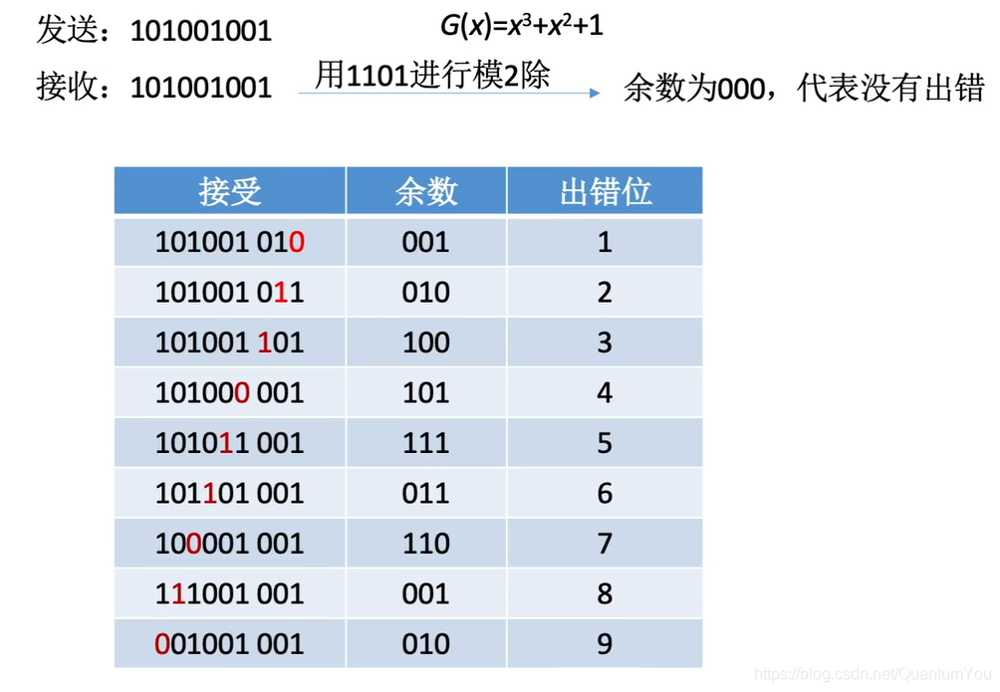 发送：101001001
G(x)=x³+x²+1
接收：101001001
用1101进行模2除
余数为000，代表没有出错
接受 余数 出错位
101001 010 001 1
101001 011 010 2
101001 101 100 3
101000 001 101 4
101011 001 111 5
101101 001 011 6
100001 001 110 7
111001 001 001 8
001001 001 010 9
https://blog.csdn.net/QuantumYou